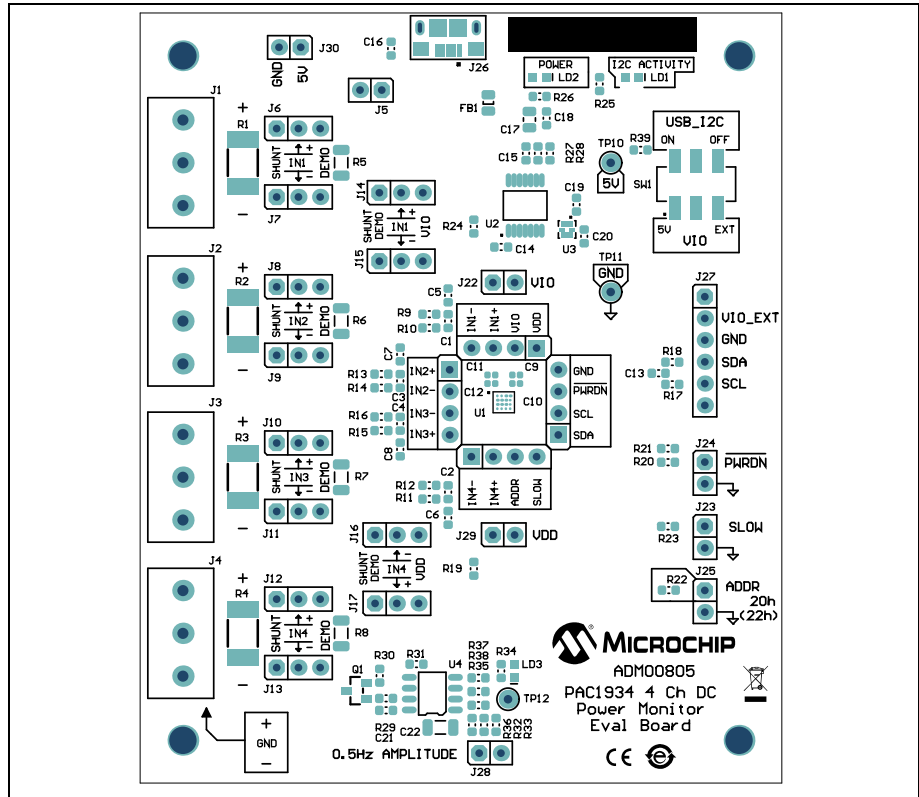 J30
GND
5V
C16
J26
POWER
LD2
I2C ACTIVITY
LD1
J5
FB1
R26
R25
C17
C18
J1
+
R1
-
J6
SHUNT
IN1
+
-
DEMO
J7
R5
C15
R27
R28
TP10
5V
R39
USB_I2C
ON
OFF
SW1
5V
EXT
VIO
J14
SHUNT
DEMO
IN1
-
+
VIO
J15
R24
U2
C14
C19
U3
C20
TP11
GND
J2
+
R2
-
J8
SHUNT
IN2
+
-
DEMO
J9
R6
J22
VIO
C5
R9
R10
C1
IN1-
IN1+
VIO
VDD
C7
R13
R14
C3
C4
R16
R15
C8
IN2+
IN2-
IN3-
IN3+
C11
C9
C12
U1
C10
GND
PWRDN
SCL
SDA
J27
VIO_EXT
GND
SDA
SCL
R18
C13
R17
J3
+
R3
-
J10
SHUNT
IN3
+
-
DEMO
J11
R7
C2
R12
R11
C6
IN4-
IN4+
ADDR
SLOW
R21
R20
J24
PWRDN
J16
SHUNT
DEMO
IN4
-
+
VDD
J17
J29
VDD
R19
J23
SLOW
R23
J25
R22
ADDR
20h
(22h)
J4
+
R4
-
J12
SHUNT
IN4
+
-
DEMO
J13
R8
+
GND
-
Q1
R30
R31
U4
R37
R38
R35
R34
LD3
TP12
R29
C21
C22
R36
R32
R33
0.5Hz AMPLITUDE
J28
MICROCHIP
ADM00805
PAC1934 4 Ch DC
Power Monitor
Eval Board
CE
e